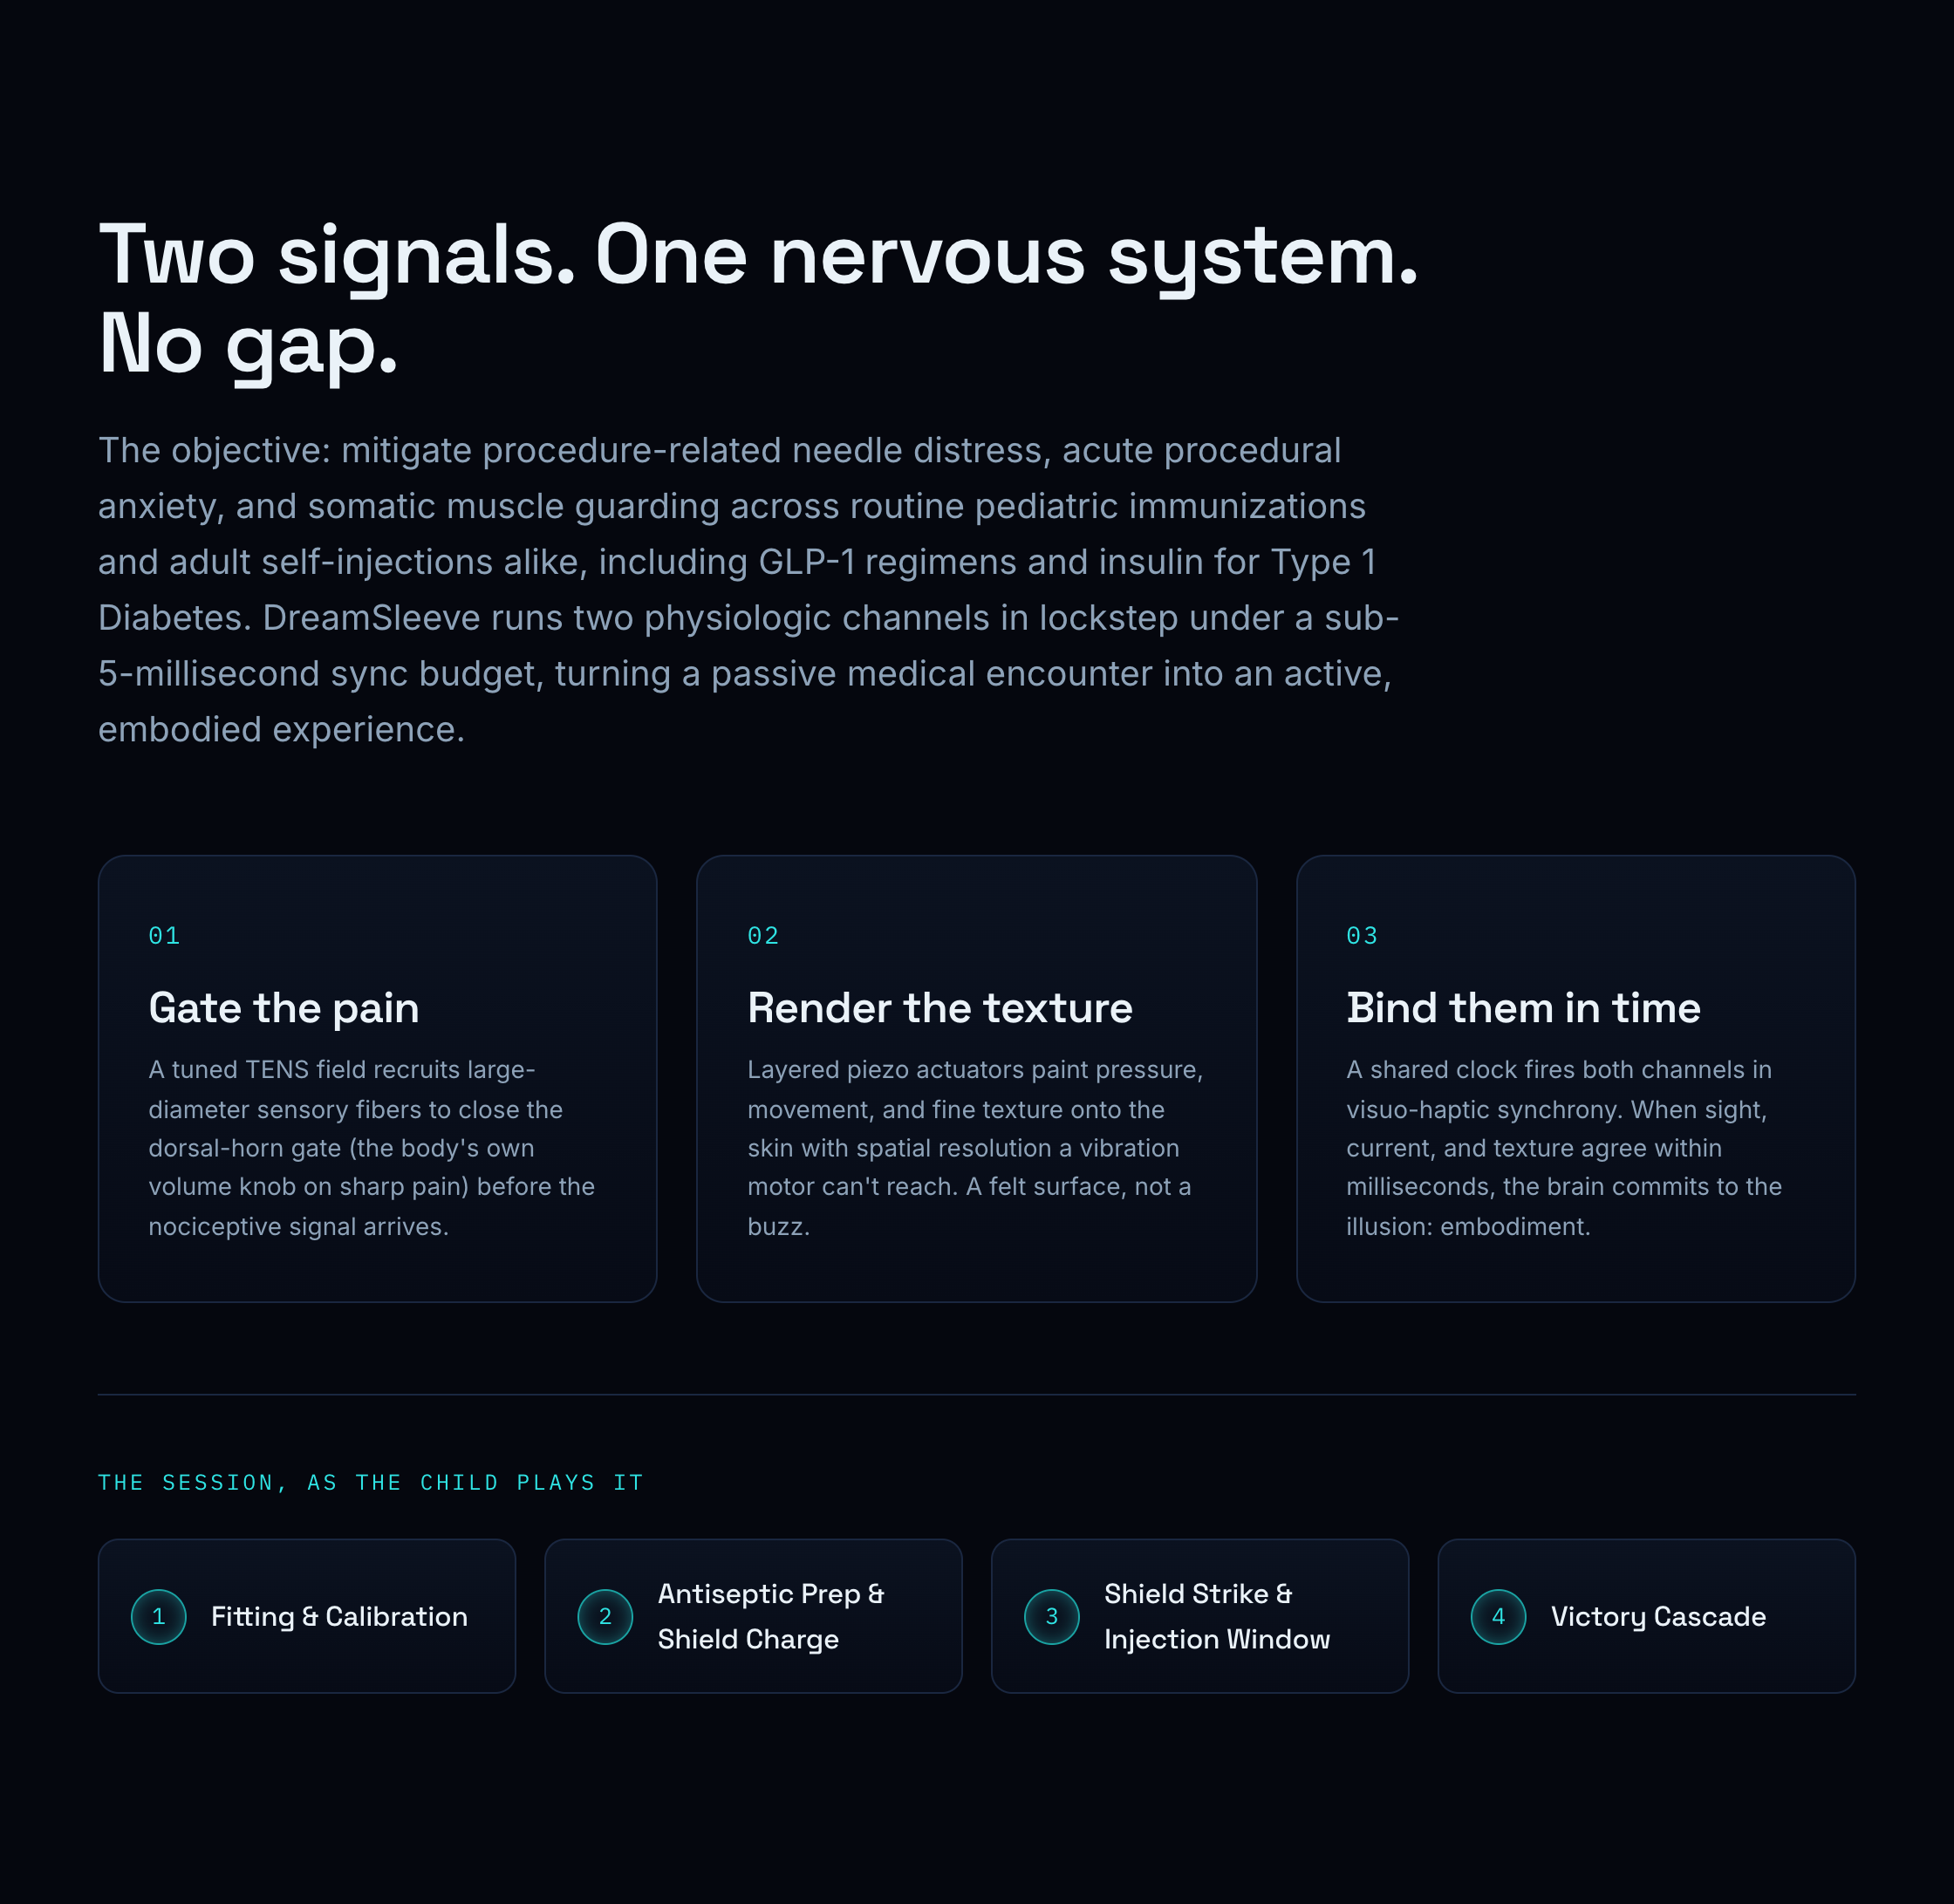 Two signals. One nervous system.
No gap.
The objective: mitigate procedure-related needle distress, acute procedural
anxiety, and somatic muscle guarding across routine pediatric immunizations
and adult self-injections alike, including GLP-1 regimens and insulin for Type 1
Diabetes. DreamSleeve runs two physiologic channels in lockstep under a sub-
5-millisecond sync budget, turning a passive medical encounter into an active,
embodied experience.
01
Gate the pain
A tuned TENS field recruits large-
diameter sensory fibers to close the
dorsal-horn gate (the body's own
volume knob on sharp pain) before the
nociceptive signal arrives.
02
Render the texture
Layered piezo actuators paint pressure,
movement, and fine texture onto the
skin with spatial resolution a vibration
motor can't reach. A felt surface, not a
buzz.
03
Bind them in time
A shared clock fires both channels in
visuo-haptic synchrony. When sight,
current, and texture agree within
milliseconds, the brain commits to the
illusion: embodiment.
THE SESSION, AS THE CHILD PLAYS IT
1
Fitting & Calibration
2
Antiseptic Prep &
Shield Charge
3
Shield Strike &
Injection Window
4
Victory Cascade